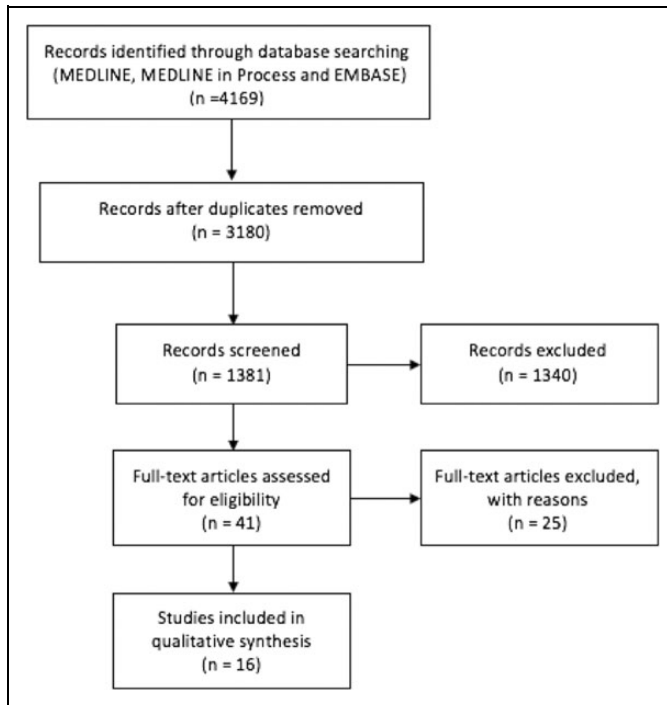 Records identified through database searching
(MEDLINE, MEDLINE in Process and EMBASE)
(n =4169)
Records after duplicates removed
(n = 3180)
Records screened
(n = 1381)
Records excluded
(n = 1340)
Full-text articles assessed
for eligibility
(n = 41)
Full-text articles excluded,
with reasons
(n = 25)
Studies included in
qualitative synthesis
(n = 16)